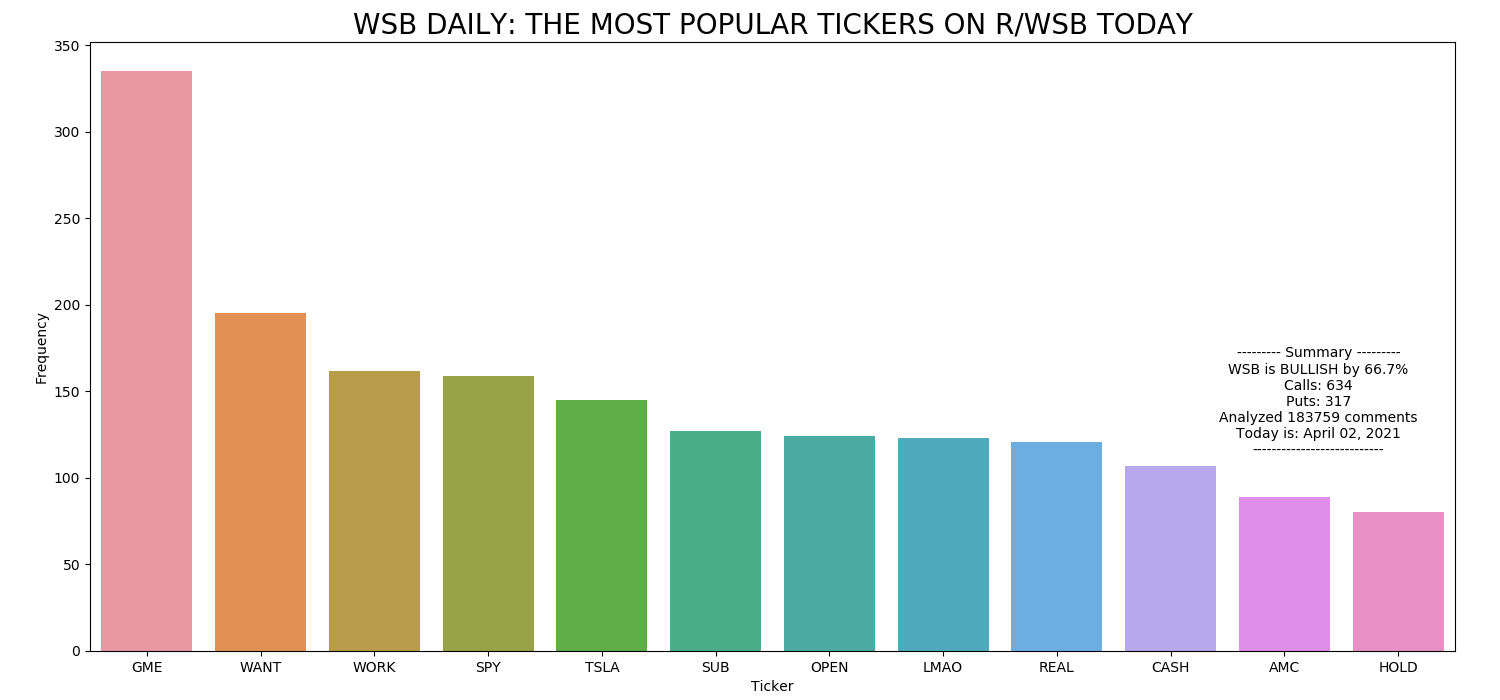 WSB DAILY: THE MOST POPULAR TICKERS ON R/WSB TODAY
350
300
250
200
150
100
50
0
Frequency
--------- Summary ---------
WSB is BULLISH by 66.7%
Calls: 634
Puts: 317
Analyzed 183759 comments
Today is: April 02, 2021
---------------------------
GME WANT WORK SPY TSLA SUB OPEN LMAO REAL CASH AMC HOLD
Ticker